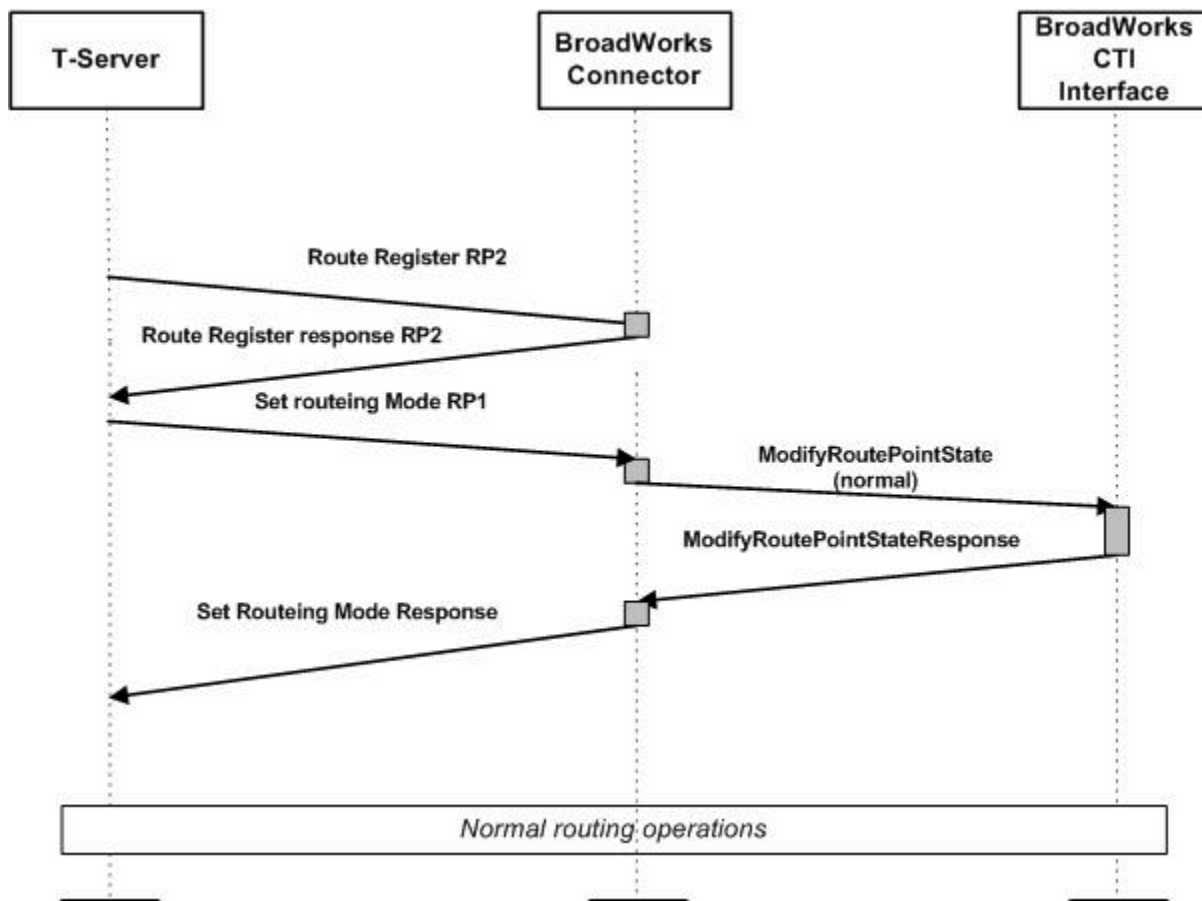 T-Server
BroadWorks
Connector
BroadWorks
CTI
Interface
Route Register RP2
Route Register response RP2
Set routeing Mode RP1
ModifyRoutePointState
(normal)
ModifyRoutePointStateResponse
Set Routeing Mode Response
Normal routing operations